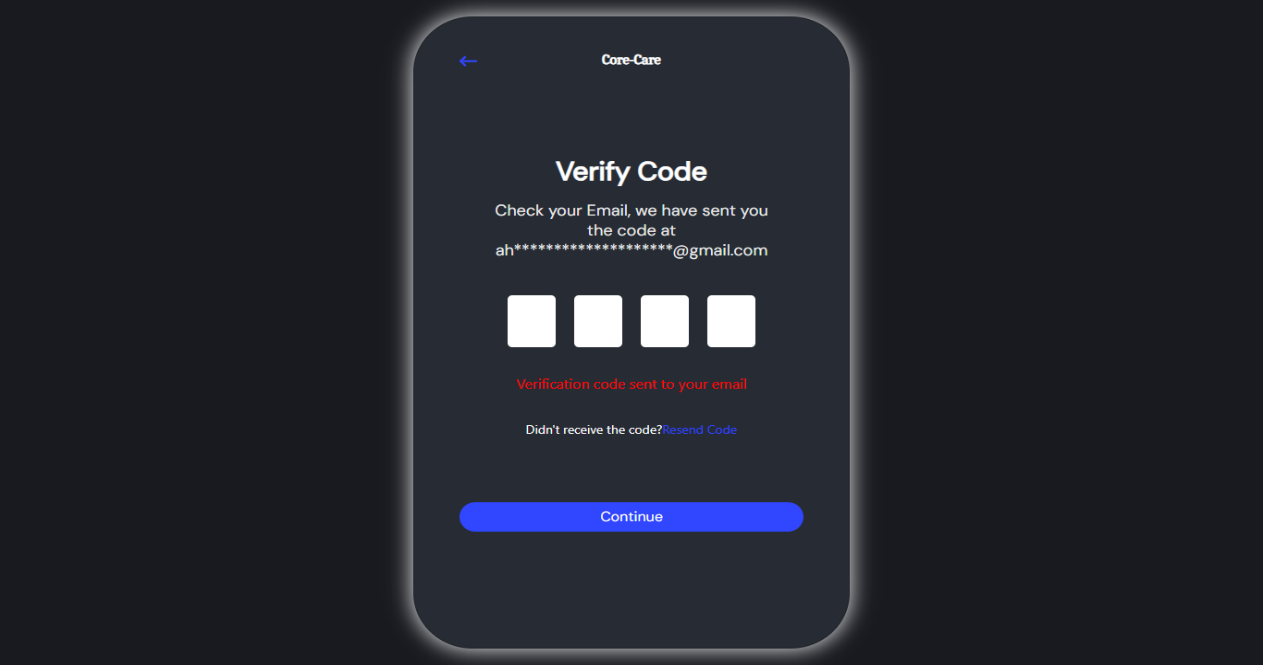 Core-Care
Verify Code
Check your Email, we have sent you
the code at
ah********************@gmail.com
Verification code sent to your email
Didn't receive the code?Resend Code
Continue